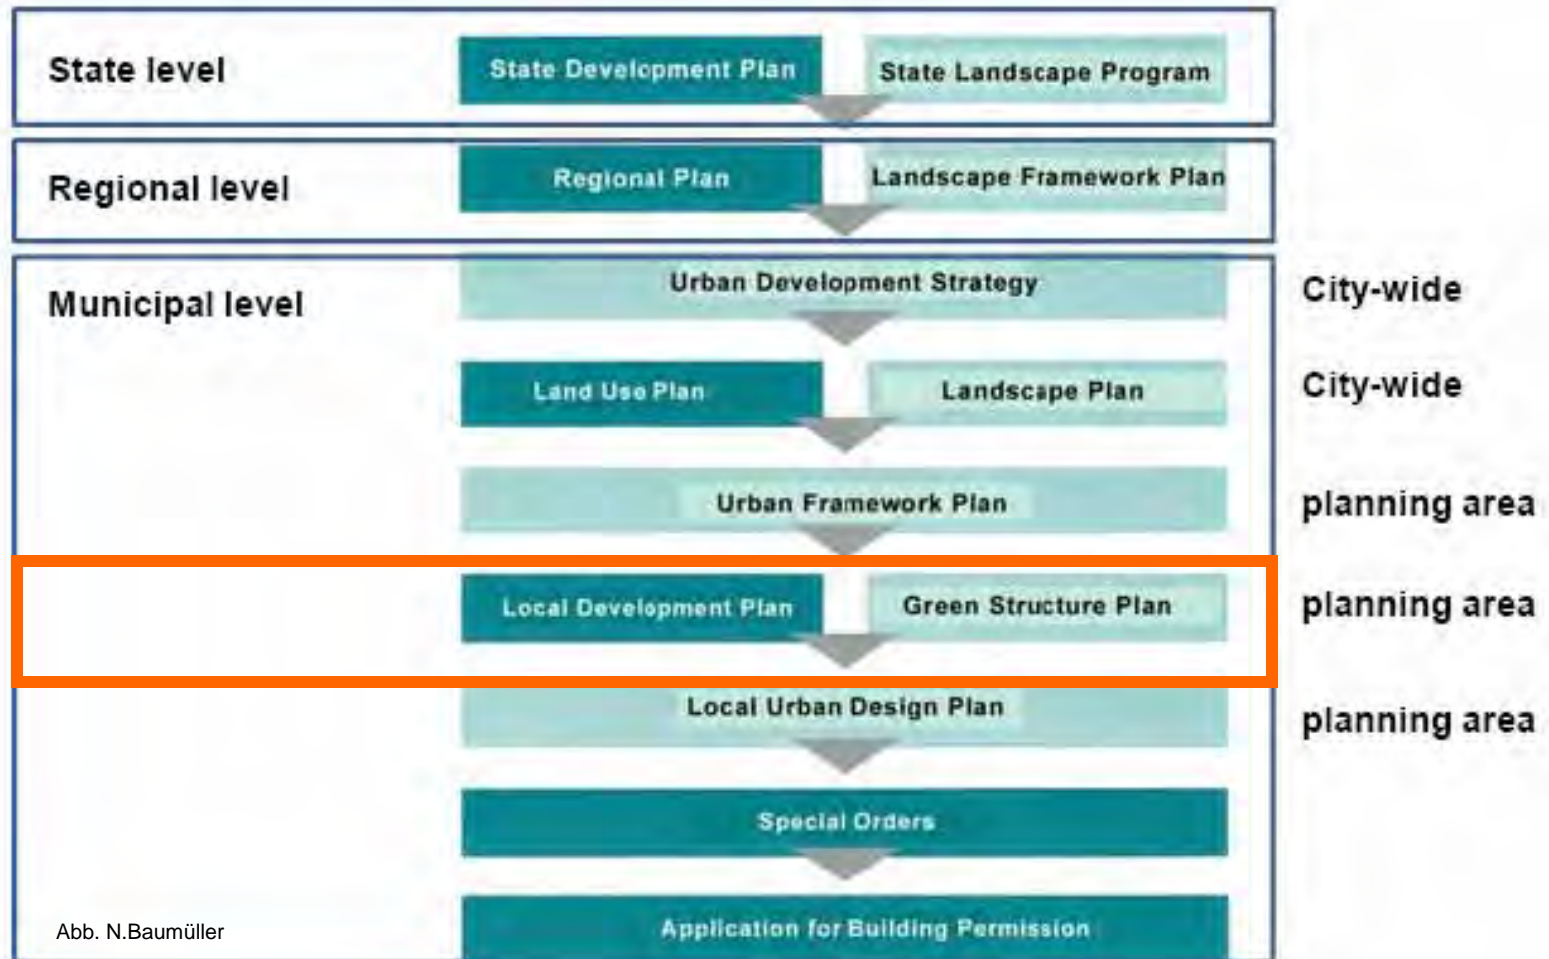 State level
State Development Plan
State Landscape Program
Regional level
Regional Plan
Landscape Framework Plan
Municipal level
Urban Development Strategy
City-wide
Land Use Plan
Landscape Plan
City-wide
Urban Framework Plan
planning area
Local Development Plan
Green Structure Plan
planning area
Local Urban Design Plan
planning area
Special Orders
Application for Building Permission
Abb. N.Baumüller